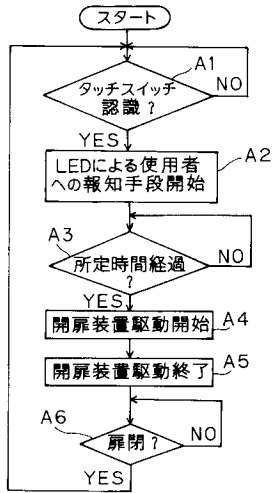 スタート
A1
タッチスイッチ
認識?
NO
YES
A2
LEDによる使用者
への報知手段開始
A3
所定時間経過
?
NO
YES
A4
開扉装置駆動開始
A5
開扉装置駆動終了
A6
扉閉?
NO
YES